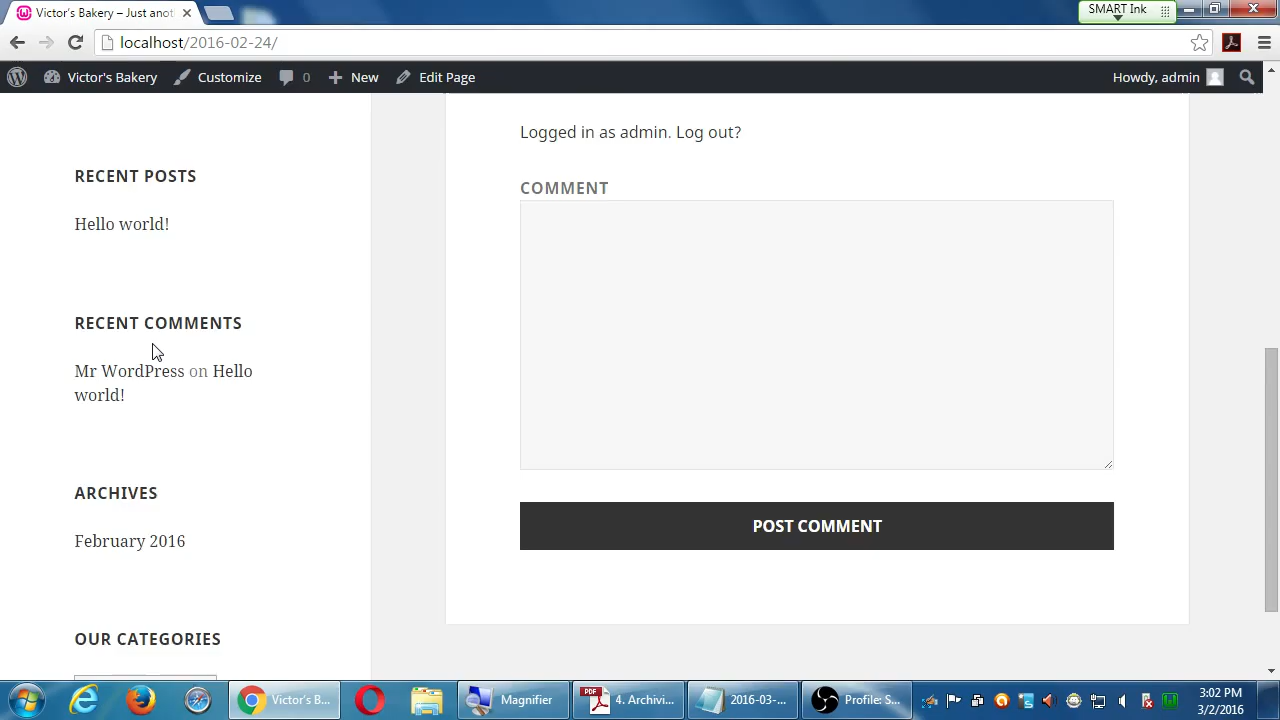 Victor's Bakery – Just anot
SMART Ink
localhost/2016-02-24/
Victor's Bakery
Customize
0
New
Edit Page
Howdy, admin
Logged in as admin. Log out?
RECENT POSTS
COMMENT
Hello world!
RECENT COMMENTS
Mr WordPress on Hello
world!
ARCHIVES
POST COMMENT
February 2016
OUR CATEGORIES
Victor's B...
Magnifier
PDF
4. Archivi...
2016-03-...
Profile: S...
3:02 PM
3/2/2016